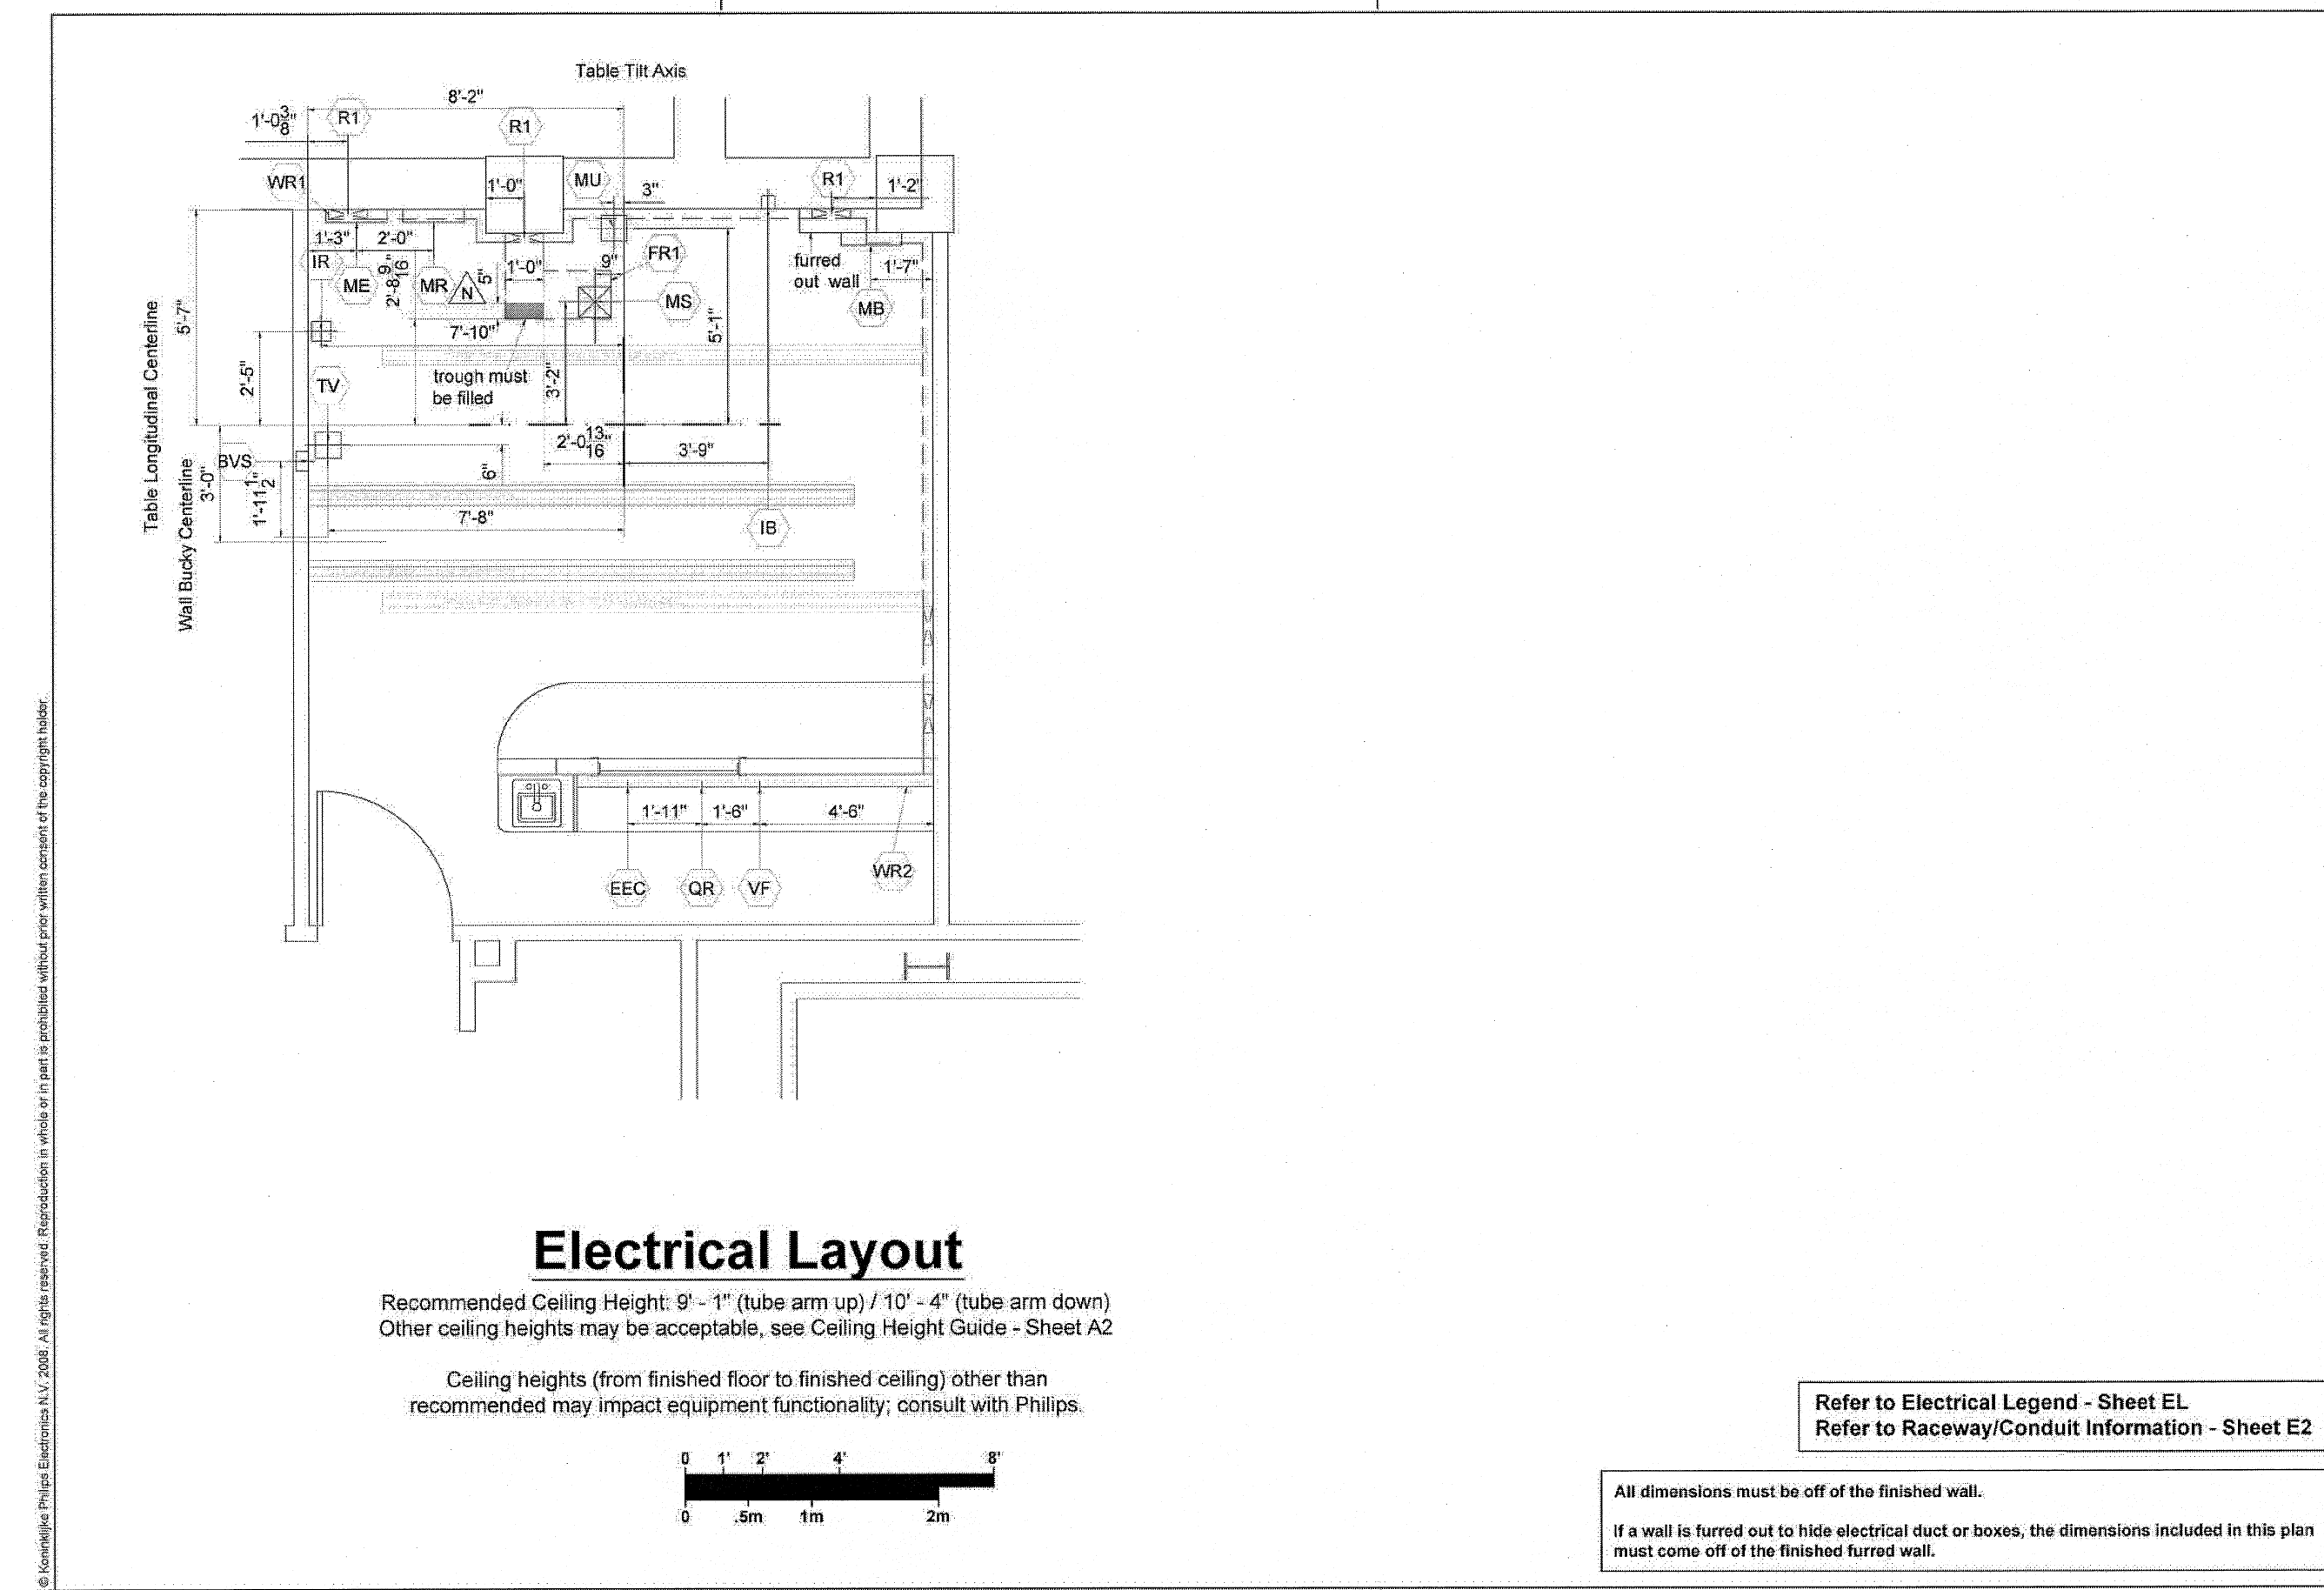 Table Tilt Axis
8'-2"
1'-0 3/8"
R1
R1
WR1
1'-0"
MU
3"
R1
1'-2"
1'-3"
2'-0"
IR
ME
2'-8 9/16"
MR
N
5"
1'-0"
9"
FR1
MS
furred
out wall
1'-7"
MB
5'-7"
7'-10"
5'-1"
2'-5"
TV
trough must
be filled
3'-2"
Table Longitudinal Centerline
2'-0 13/16"
3'-9"
BVS
3'-0"
1'-11 1/2"
6"
Wall Bucky Centerline
7'-8"
IB
1'-11"
1'-6"
4'-6"
EEC
QR
VF
WR2
Electrical Layout
Recommended Ceiling Height: 9' - 1" (tube arm up) / 10' - 4" (tube arm down)
Other ceiling heights may be acceptable, see Ceiling Height Guide - Sheet A2
Ceiling heights (from finished floor to finished ceiling) other than
recommended may impact equipment functionality; consult with Philips.
0 1' 2' 4' 8'
0 .5m 1m 2m
Refer to Electrical Legend - Sheet EL
Refer to Raceway/Conduit Information - Sheet E2
All dimensions must be off of the finished wall.
If a wall is furred out to hide electrical duct or boxes, the dimensions included in this plan
must come off of the finished furred wall.
© Koninklijke Philips Electronics N.V. 2008. All rights reserved. Reproduction in whole or in part is prohibited without prior written consent of the copyright holder.